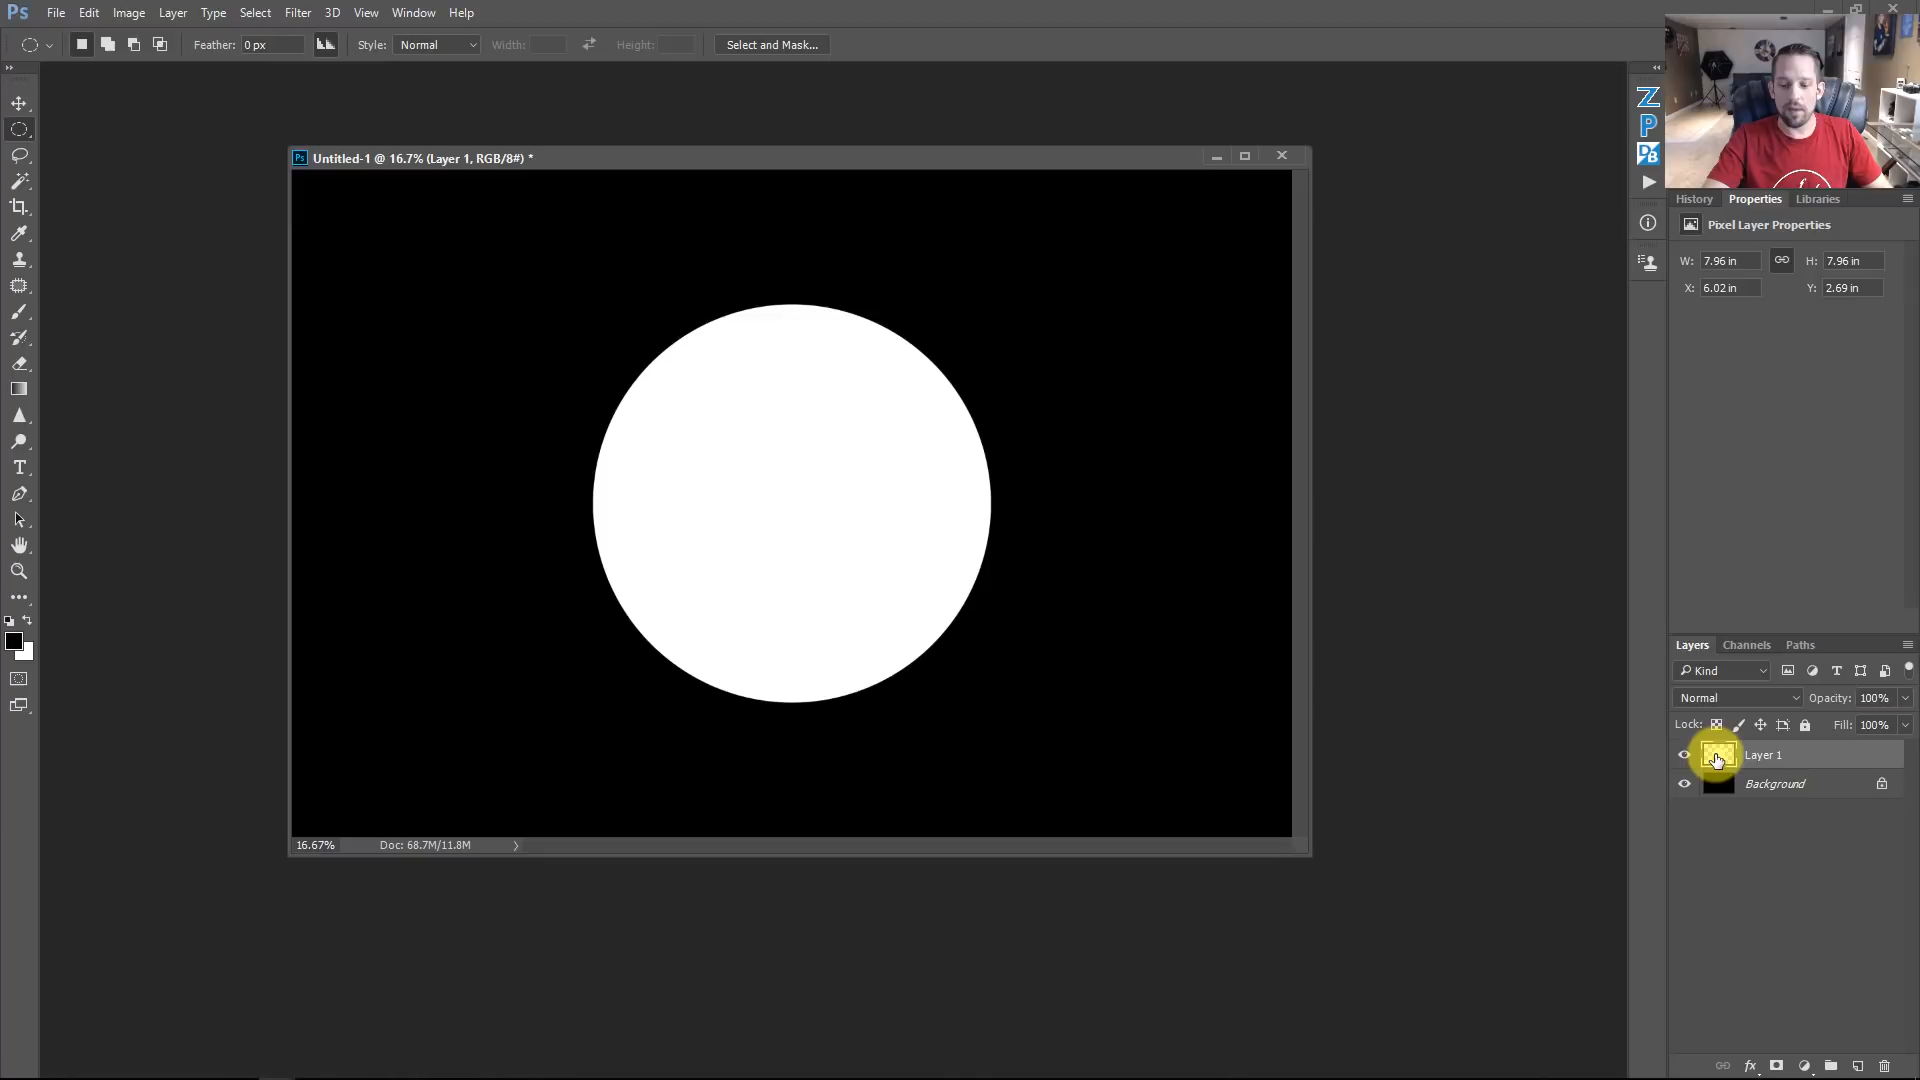 Ps File Edit Image Layer Type Select Filter 3D View Window Help
Feather: 0 px Style: Normal Width: Height: Select and Mask...
Z
P
DB
Ps Untitled-1 @ 16.7% (Layer 1, RGB/8#) *
History Properties Libraries
Pixel Layer Properties
W: 7.96 in H: 7.96 in
X: 6.02 in Y: 2.69 in
T
Layers Channels Paths
Kind T
Normal Opacity: 100%
Lock: Fill: 100%
Layer 1
Background
16.67% Doc: 68.7M/11.8M
fx